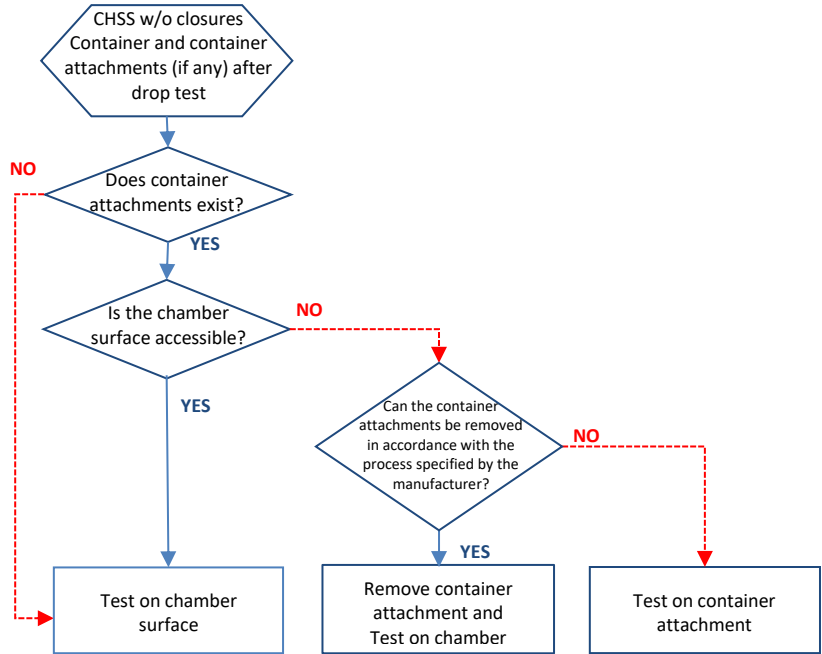 CHSS w/o closures
Container and container
attachments (if any) after
drop test
NO
Does container
attachments exist?
YES
Is the chamber
surface accessible?
NO
YES
Can the container
attachments be removed
in accordance with the
process specified by the
manufacturer?
NO
YES
Test on chamber
surface
Remove container
attachment and
Test on chamber
Test on container
attachment